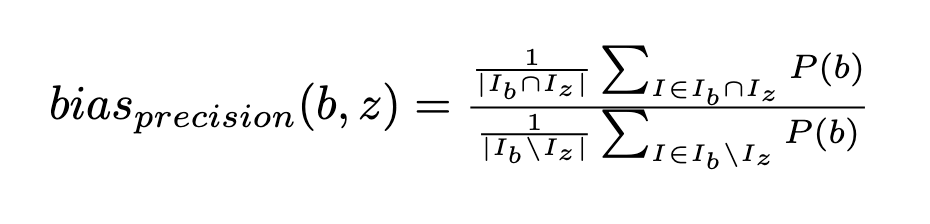 $bias_{precision}(b, z) = \frac{\frac{1}{|I_b \cap I_z|} \sum_{I \in I_b \cap I_z} P(b)}{\frac{1}{|I_b \setminus I_z|} \sum_{I \in I_b \setminus I_z} P(b)}$